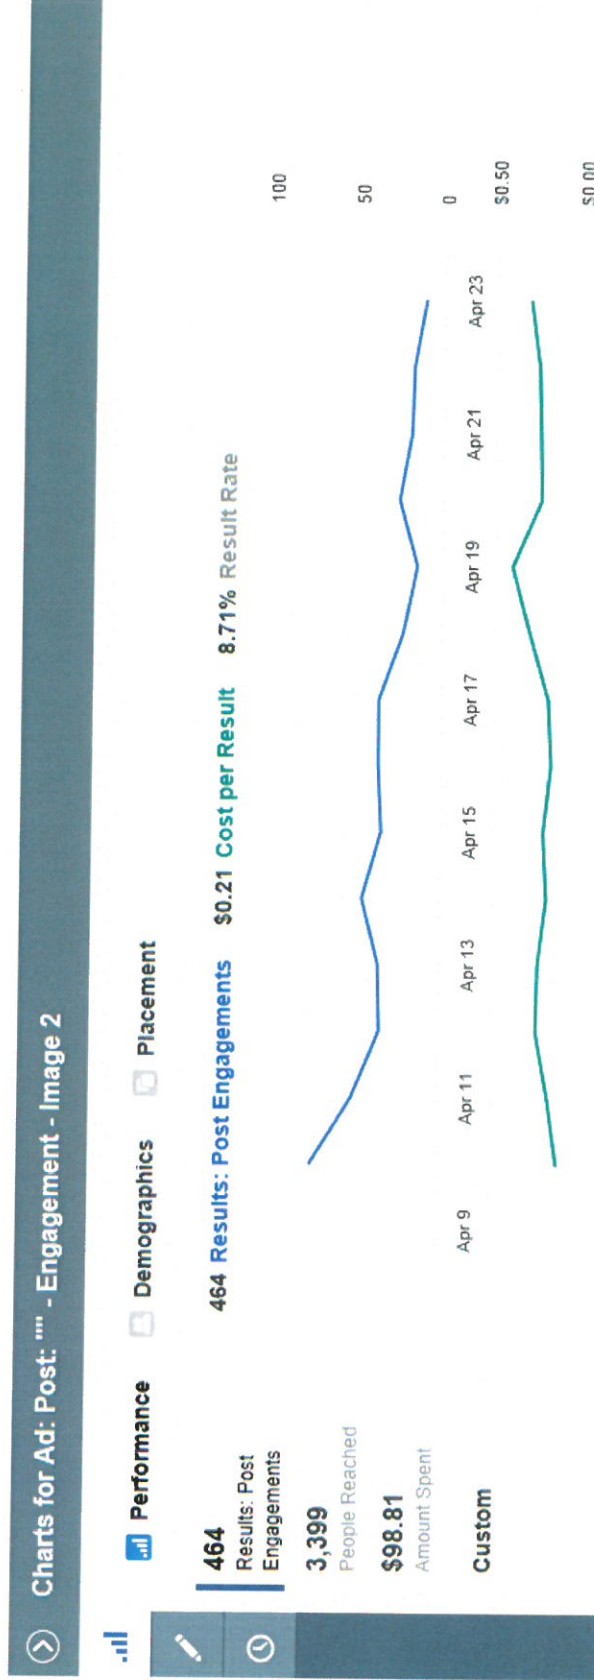 Charts for Ad: Post: "" - Engagement - Image 2
Performance Demographics Placement
464
Results: Post
Engagements
3,399
People Reached
$98.81
Amount Spent
Custom
464 Results: Post Engagements $0.21 Cost per Result 8.71% Result Rate
100
50
0
Apr 9 Apr 11 Apr 13 Apr 15 Apr 17 Apr 19 Apr 21 Apr 23
$0.50
$0.00